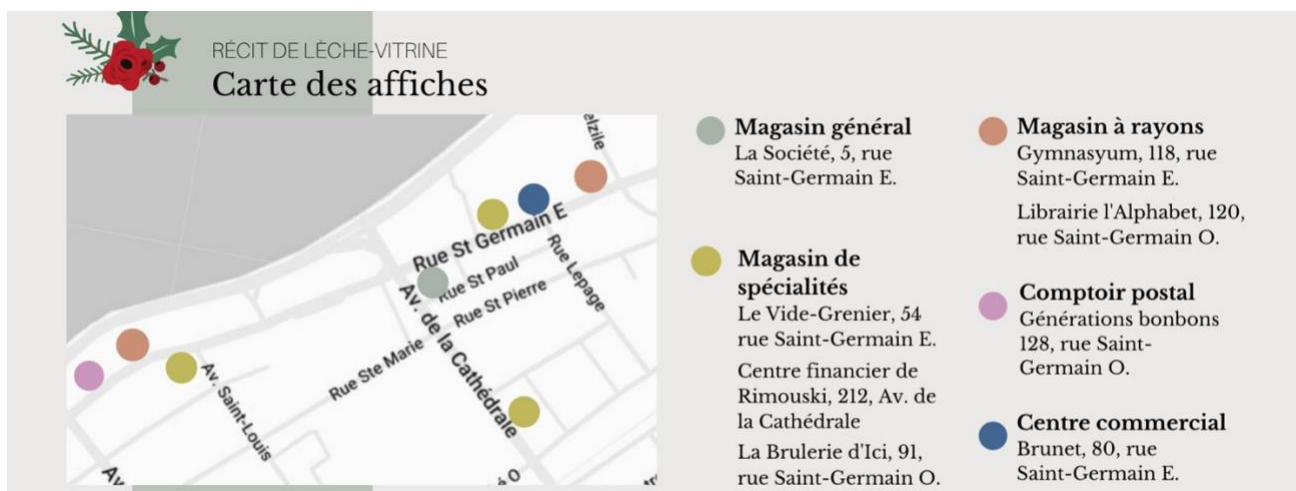 RÉCIT DE LÈCHE-VITRINE
Carte des affiches
elzile
Rue St Germain E
Rue St Paul
Rue St Pierre
Rue Lepage
Av. de la Cathédrale
Rue Ste Marie
Av. Saint-Louis
Av
é O
Magasin général
La Société, 5, rue
Saint-Germain E.
Magasin de
spécialités
Le Vide-Grenier, 54
rue Saint-Germain E.
Centre financier de
Rimouski, 212, Av. de
la Cathédrale
La Brulerie d'Ici, 91,
rue Saint-Germain O.
Magasin à rayons
Gymnasyum, 118, rue
Saint-Germain E.
Librairie l'Alphabet, 120,
rue Saint-Germain O.
Comptoir postal
Générations bonbons
128, rue Saint-
Germain O.
Centre commercial
Brunet, 80, rue
Saint-Germain E.